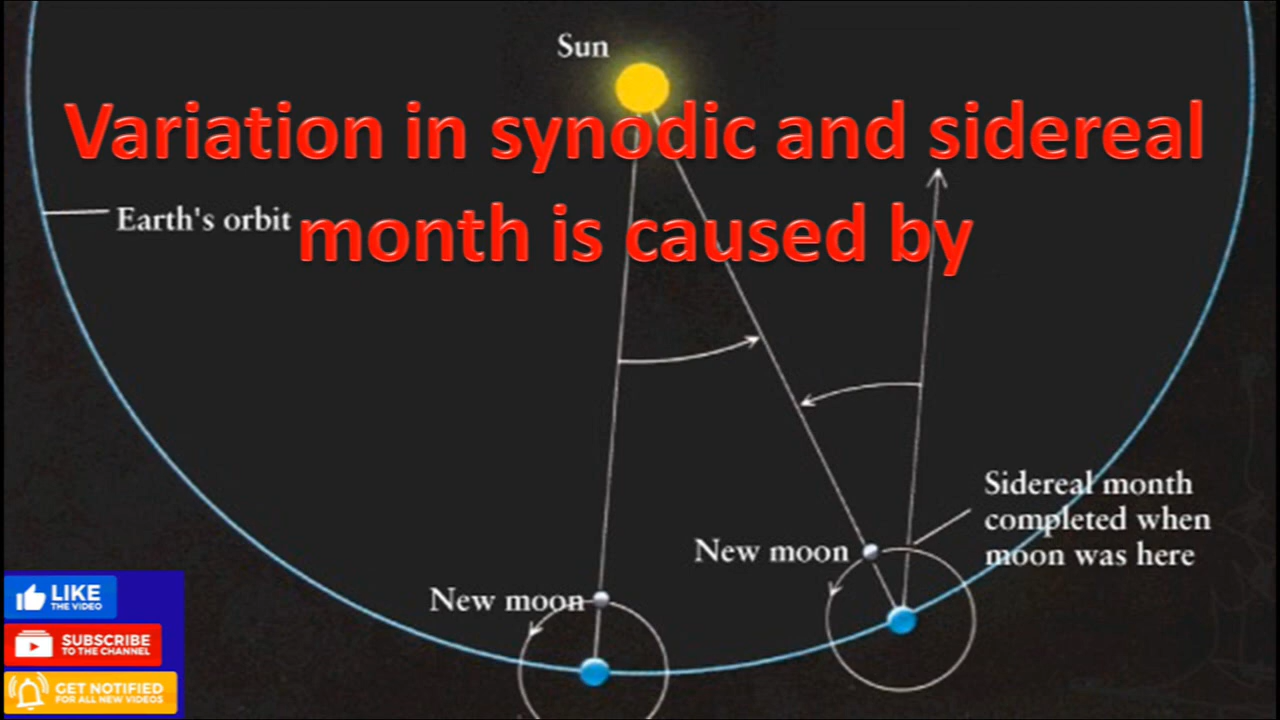 Sun
Variation in synodic and sidereal
Earth's orbit
month is caused by
Sidereal month
completed when
moon was here
New moon
New moon
LIKE
THE VIDEO
SUBSCRIBE
TO THE CHANNEL
GET NOTIFIED
FOR ALL NEW VIDEOS